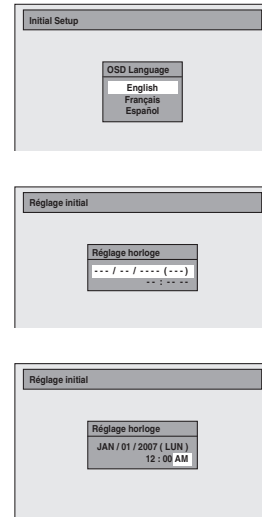 Initial Setup
OSD Language
English
Français
Español
Réglage initial
Réglage horloge
--- / -- / ---- (---)
-- : -- --
Réglage initial
Réglage horloge
JAN / 01 / 2007 ( LUN )
12 : 00 AM